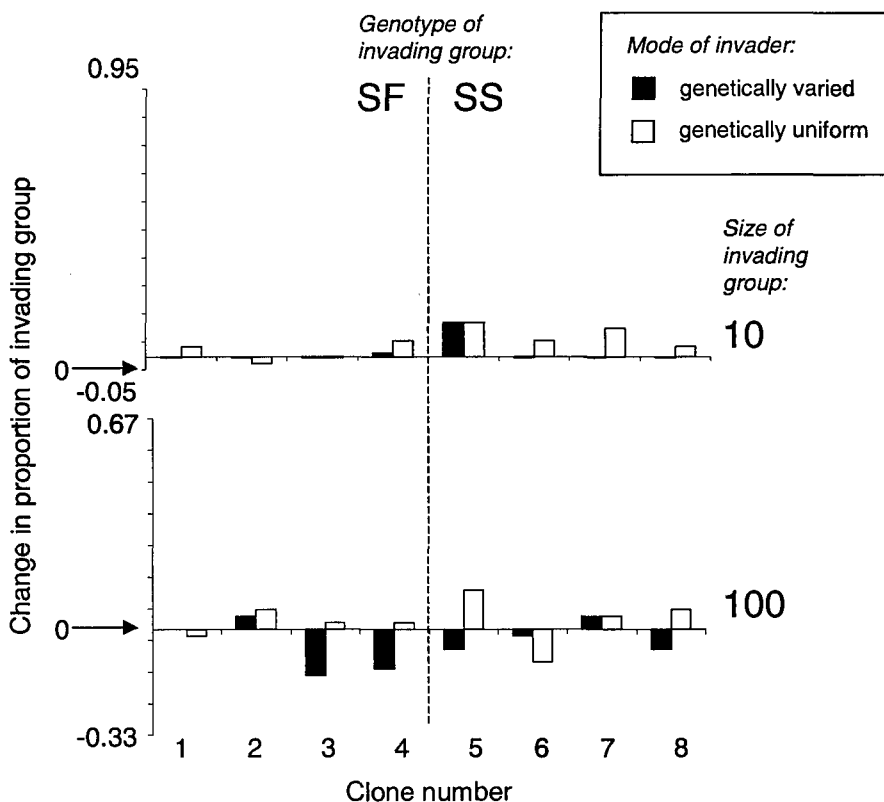 Genotype of
invading group:
SF
SS
Mode of invader:
genetically varied
genetically uniform
Change in proportion of invading group
0.95
0
-0.05
Size of
invading
group:
10
0.67
0
-0.33
100
1 2 3 4 5 6 7 8
Clone number